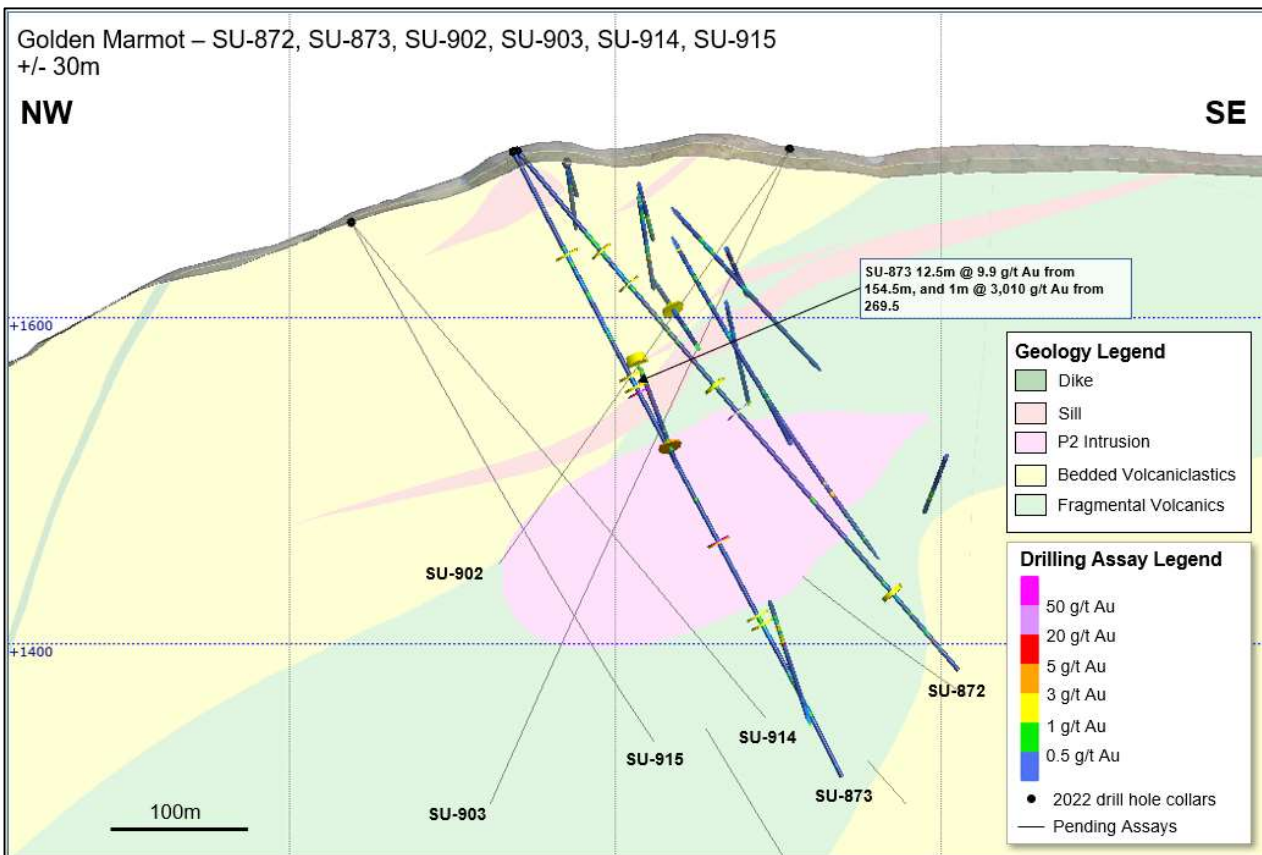 Golden Marmot – SU-872, SU-873, SU-902, SU-903, SU-914, SU-915
+/- 30m
NW
SE
SU-873 12.5m @ 9.9 g/t Au from
154.5m, and 1m @ 3,010 g/t Au from
269.5
+1600
Geology Legend
Dike
Sill
P2 Intrusion
Bedded Volcaniclastics
Fragmental Volcanics
Drilling Assay Legend
50 g/t Au
20 g/t Au
5 g/t Au
3 g/t Au
1 g/t Au
0.5 g/t Au
2022 drill hole collars
Pending Assays
SU-902
+1400
SU-872
SU-914
SU-915
SU-873
SU-903
100m